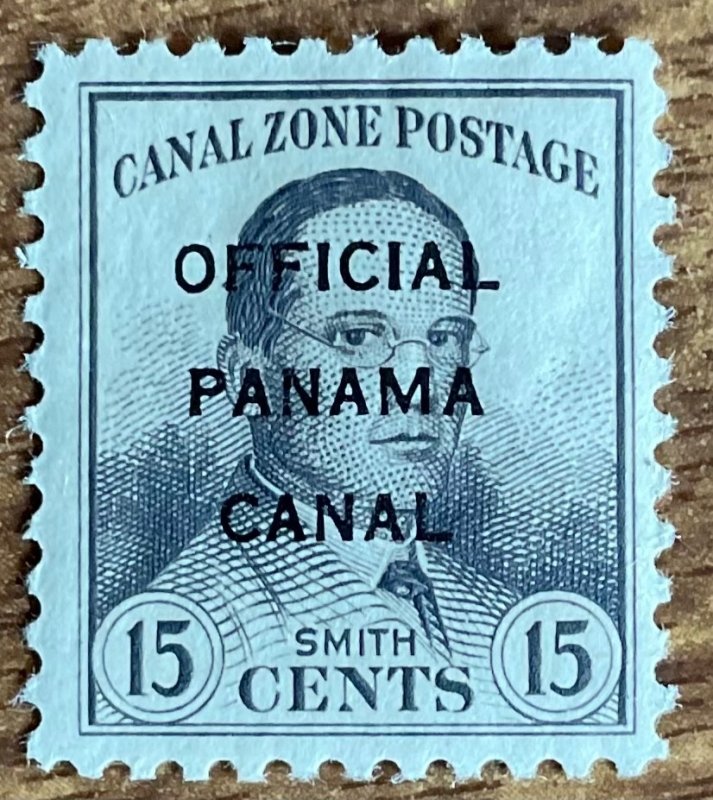 CANAL ZONE POSTAGE
OFFICIAL
PANAMA
CANAL
15 SMITH 15
CENTS